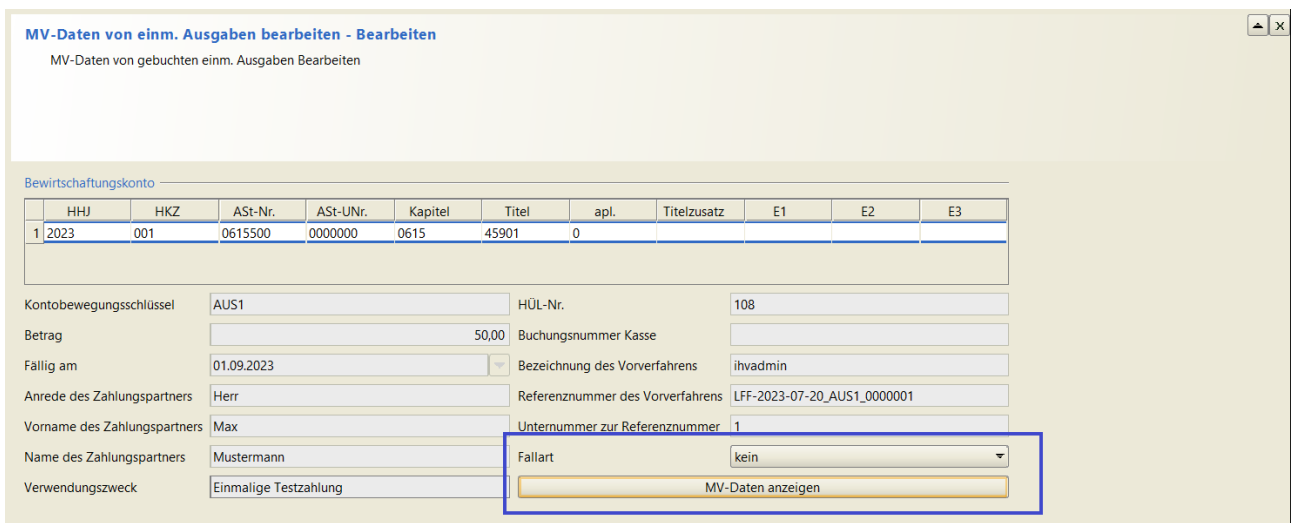 MV-Daten von einm. Ausgaben bearbeiten - Bearbeiten
MV-Daten von gebuchten einm. Ausgaben Bearbeiten
Bewirtschaftungskonto
HHJ HKZ ASt-Nr. ASt-UNr. Kapitel Titel apl. Titelzusatz E1 E2 E3
1 2023 001 0615500 0000000 0615 45901 0
Kontobewegungsschlüssel AUS1 HÜL-Nr. 108
Betrag 50,00 Buchungsnummer Kasse
Fällig am 01.09.2023 Bezeichnung des Vorverfahrens ihvadmin
Anrede des Zahlungspartners Herr Referenznummer des Vorverfahrens LFF-2023-07-20_AUS1_0000001
Vorname des Zahlungspartners Max Unternummer zur Referenznummer 1
Name des Zahlungspartners Mustermann Fallart kein
Verwendungszweck Einmalige Testzahlung MV-Daten anzeigen